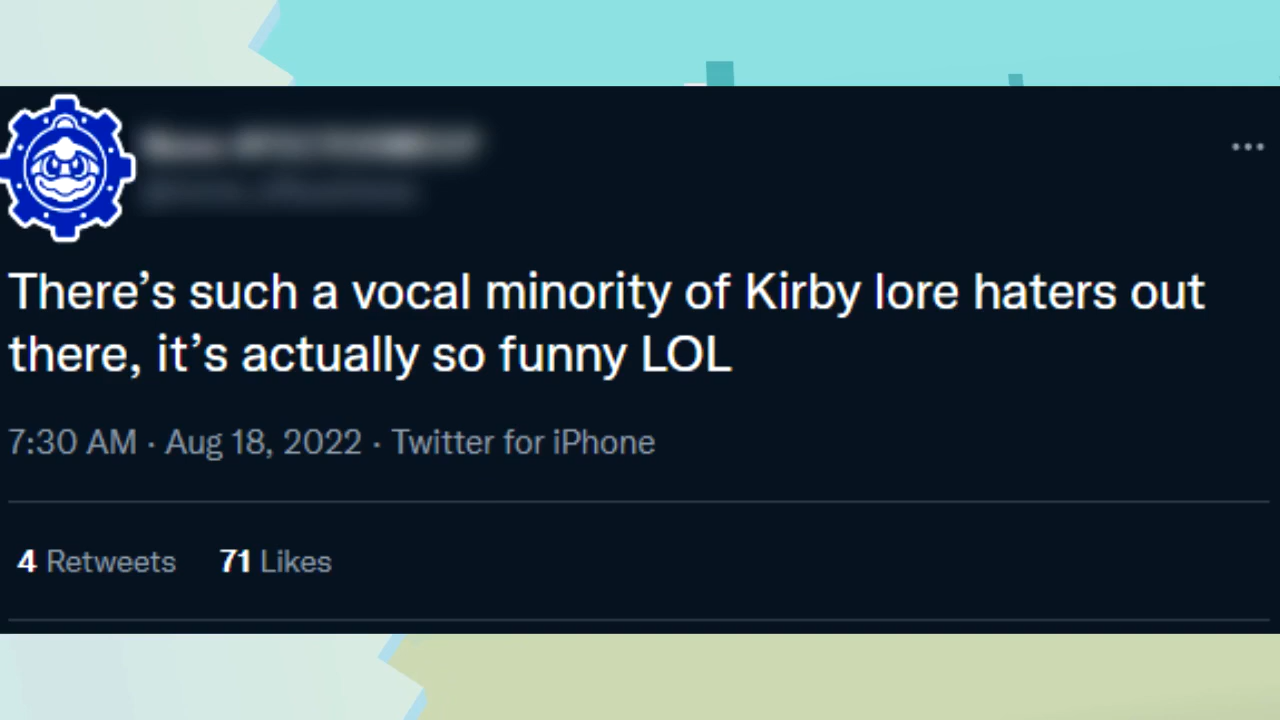 There’s such a vocal minority of Kirby lore haters out
there, it’s actually so funny LOL
7:30 AM · Aug 18, 2022 · Twitter for iPhone
4 Retweets 71 Likes